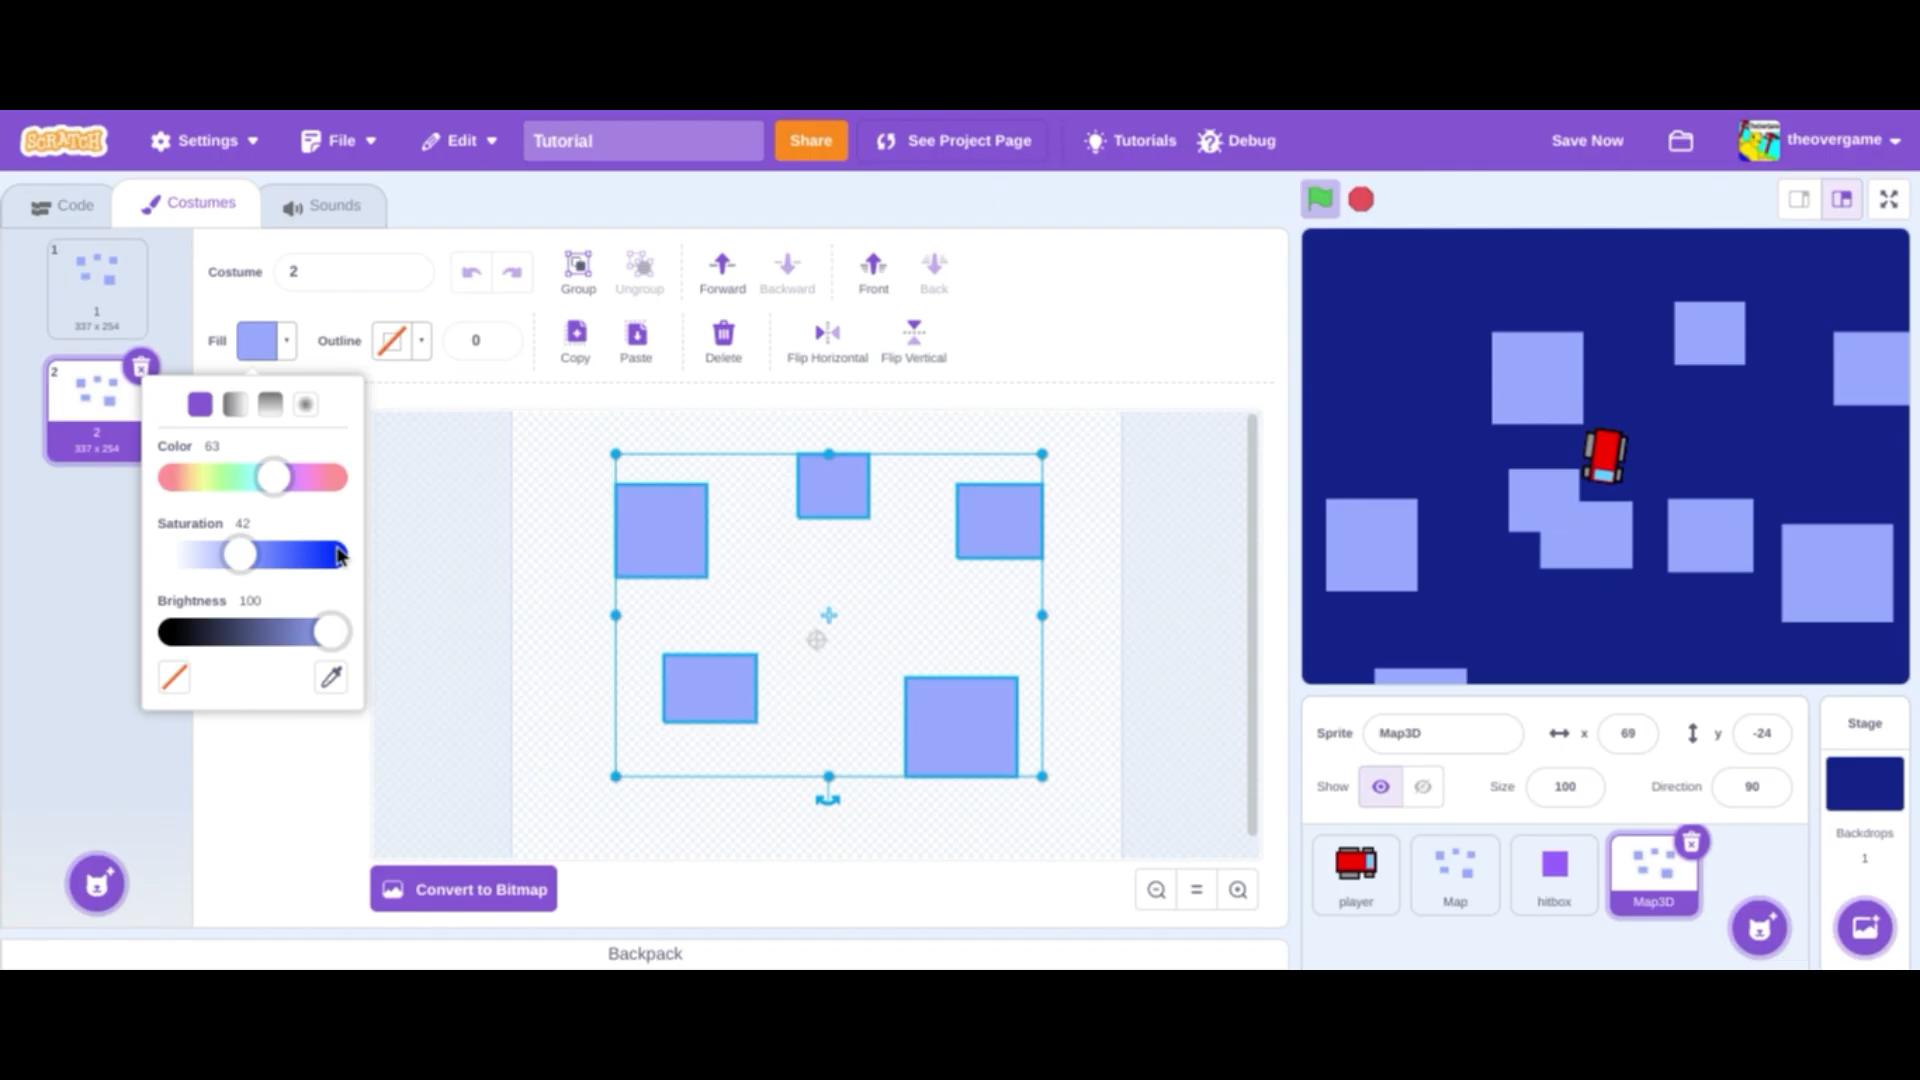 SCRATCH Settings File Edit Tutorial Share See Project Page Tutorials Debug Save Now theovergame
Code Costumes Sounds
1
1
337 x 254
2
2
337 x 254
Costume 2
Group Ungroup Forward Backward Front Back
Fill Outline 0
Copy Paste Delete Flip Horizontal Flip Vertical
Color 63
Saturation 42
Brightness 100
Convert to Bitmap
Backpack
Sprite Map3D x 69 y -24
Show Size 100 Direction 90
player Map hitbox Map3D
Stage
Backdrops
1